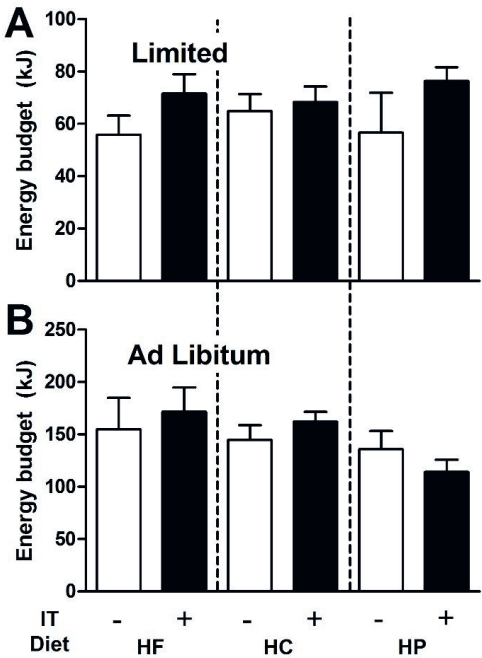 A
Limited
Energy budget (kJ)
100
80
60
40
20
0
B
Ad Libitum
Energy budget (kJ)
250
200
150
100
50
0
IT - + - + - +
Diet HF HC HP